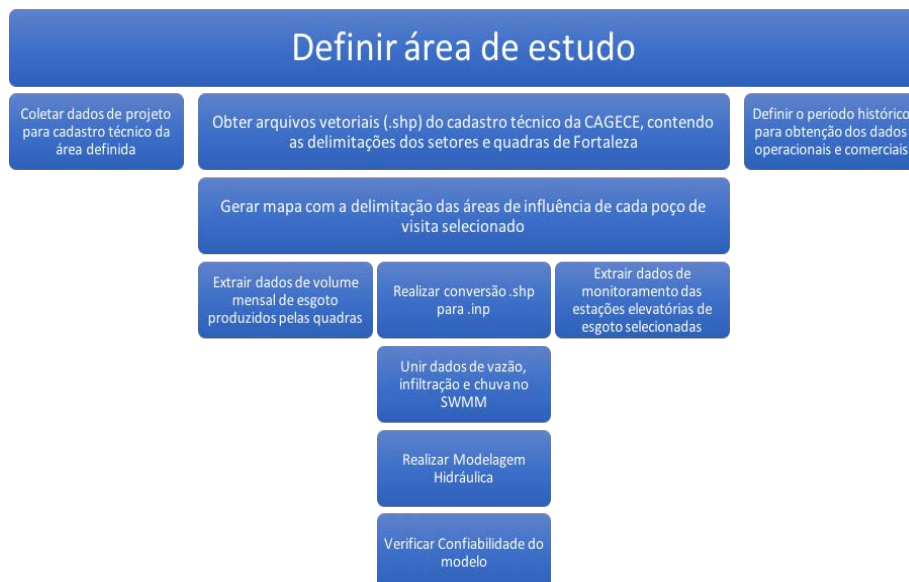 Definir área de estudo
Coletar dados de projeto
para cadastro técnico da
área definida
Obter arquivos vetoriais (.shp) do cadastro técnico da CAGECE, contendo
as delimitações dos setores e quadras de Fortaleza
Definir o período histórico
para obtenção dos dados
operacionais e comerciais
Gerar mapa com a delimitação das áreas de influência de cada poço de
visita selecionado
Extrair dados de volume
mensal de esgoto
produzidos pelas quadras
Realizar conversão .shp
para .inp
Extrair dados de
monitoramento das
estações elevatórias de
esgoto selecionadas
Unir dados de vazão,
infiltração e chuva no
SWMM
Realizar Modelagem
Hidráulica
Verificar Confiabilidade do
modelo